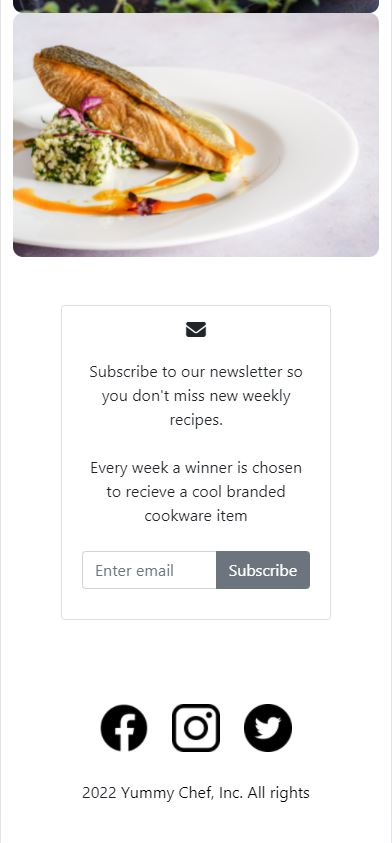 Subscribe to our newsletter so
you don't miss new weekly
recipes.
Every week a winner is chosen
to recieve a cool branded
cookware item
Enter email
Subscribe
2022 Yummy Chef, Inc. All rights